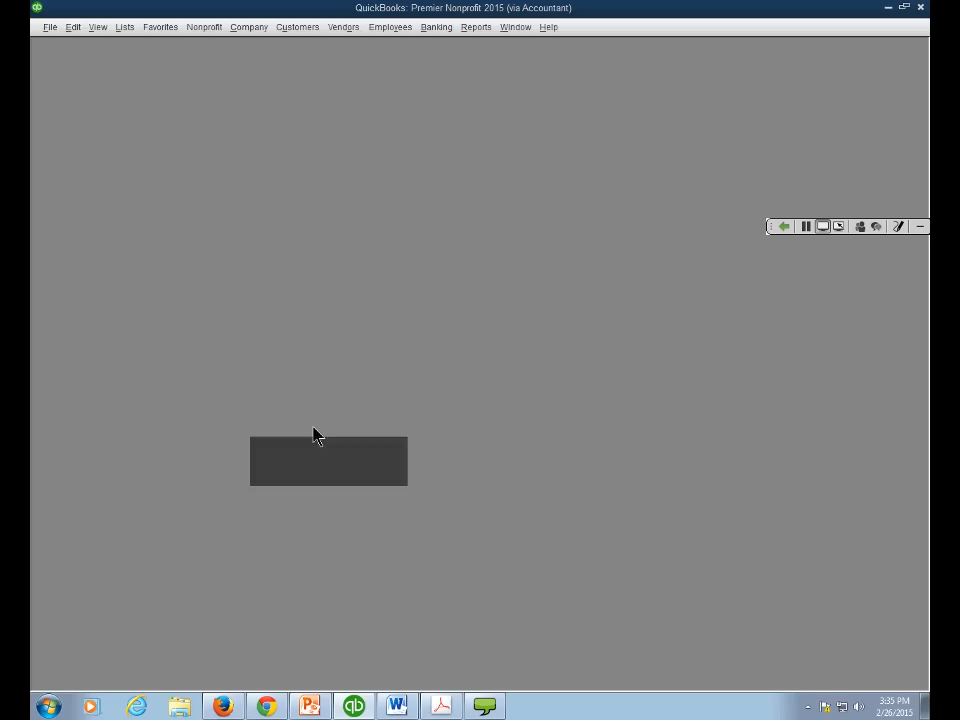 QuickBooks: Premier Nonprofit 2015 (via Accountant)
File Edit View Lists Favorites Nonprofit Company Customers Vendors Employees Banking Reports Window Help
3:35 PM
2/26/2015